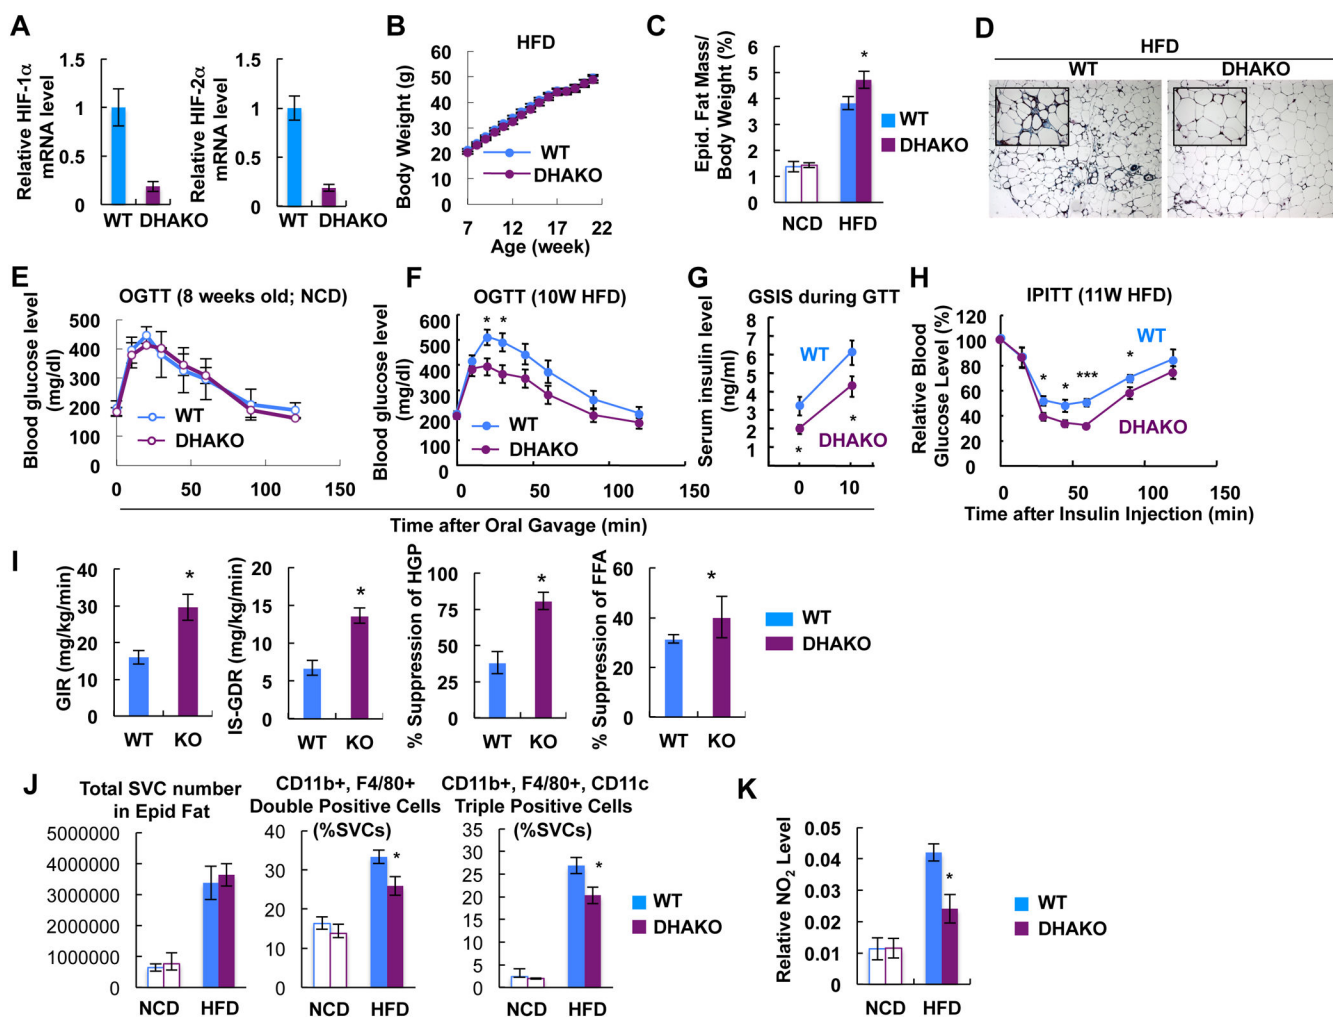 A
Relative HIF-1α
mRNA level
1.5
1
0.5
0
WT DHAKO
Relative HIF-2α
mRNA level
1.5
1
0.5
0
WT DHAKO
B
HFD
Body Weight (g)
60
50
40
30
20
10
0
WT
DHAKO
7 12 17 22
Age (week)
C
Epid. Fat Mass/
Body Weight (%)
6
5
4
3
2
1
0
*
NCD HFD
WT
DHAKO
D
HFD
WT DHAKO
E
OGTT (8 weeks old; NCD)
Blood glucose level
(mg/dl)
500
400
300
200
100
0
WT
DHAKO
0 50 100 150
F
OGTT (10W HFD)
Blood glucose level
(mg/dl)
600
500
400
300
400
200
100
0
* *
WT
DHAKO
0 50 100 150
G
GSIS during GTT
Serum insulin level
(ng/ml)
8
7
6
5
4
3
2
1
WT
*
DHAKO
*
0 10
Time after Oral Gavage (min)
H
IPITT (11W HFD)
Relative Blood
Glucose Level (%)
120
100
80
60
40
20
0
WT
* * *** *
DHAKO
0 50 100 150
Time after Insulin Injection (min)
I
GIR (mg/kg/min)
40
30
20
10
0
*
WT KO
IS-GDR (mg/kg/min)
20
15
10
5
0
*
WT KO
% Suppression of HGP
100
75
50
25
0
*
WT KO
% Suppression of FFA
60
40
20
0
*
WT KO
WT
DHAKO
J
Total SVC number
in Epid Fat
5000000
4000000
3000000
2000000
1000000
0
NCD HFD
CD11b+, F4/80+
Double Positive Cells
(%SVCs)
40
30
20
10
0
*
NCD HFD
CD11b+, F4/80+, CD11c
Triple Positive Cells
(%SVCs)
35
30
25
20
15
10
5
0
*
NCD HFD
WT
DHAKO
K
Relative NO₂ Level
0.05
0.04
0.03
0.02
0.01
0
*
NCD HFD
WT
DHAKO